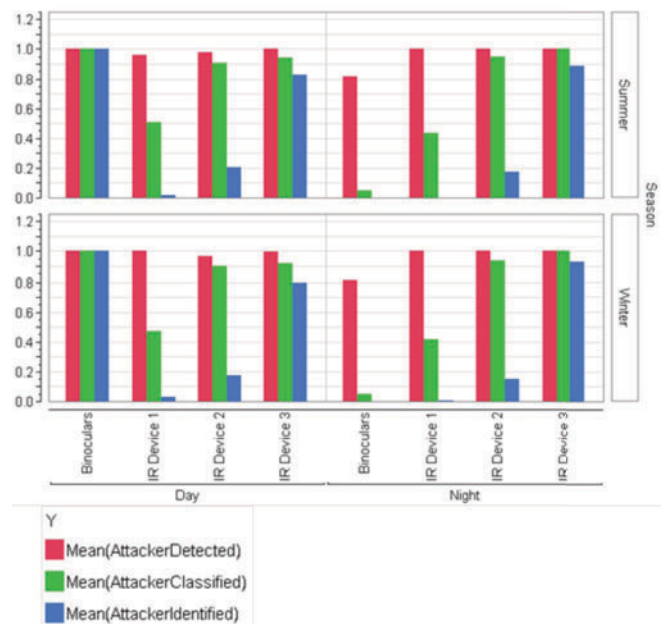 1.2
1.0
0.8
0.6
0.4
0.2
0.0
Summer
1.2
1.0
0.8
0.6
0.4
0.2
0.0
Winter
Season
Binoculars
IR Device 1
IR Device 2
IR Device 3
Binoculars
IR Device 1
IR Device 2
IR Device 3
Day
Night
Y
Mean(AttackerDetected)
Mean(AttackerClassified)
Mean(AttackerIdentified)